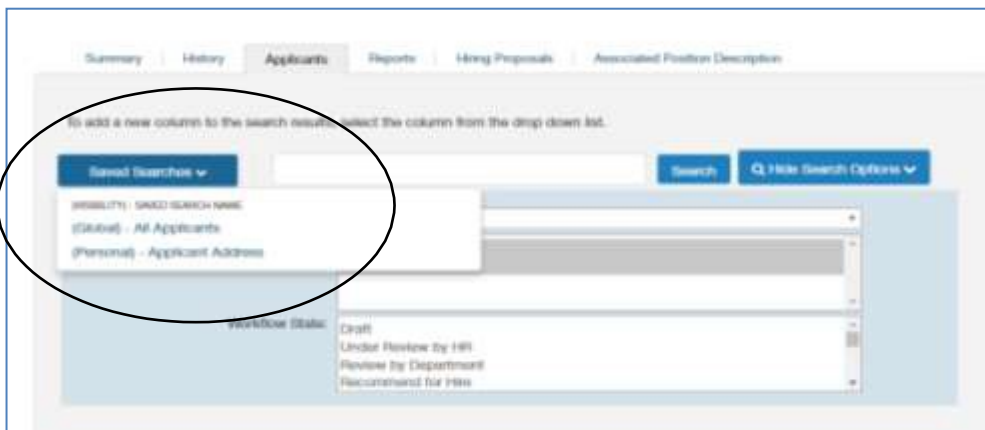 Summary History Applicants Reports Hiring Proposals Associated Position Description
To add a new column to the search results, select the column from the drop down list.
Saved Searches Search Hide Search Options
(VISIBILITY) - SAVED SEARCH NAME
(Global) - All Applicants
(Personal) - Applicant Address
Workflow State:
Draft
Under Review by HR
Review by Department
Recommend for Hire